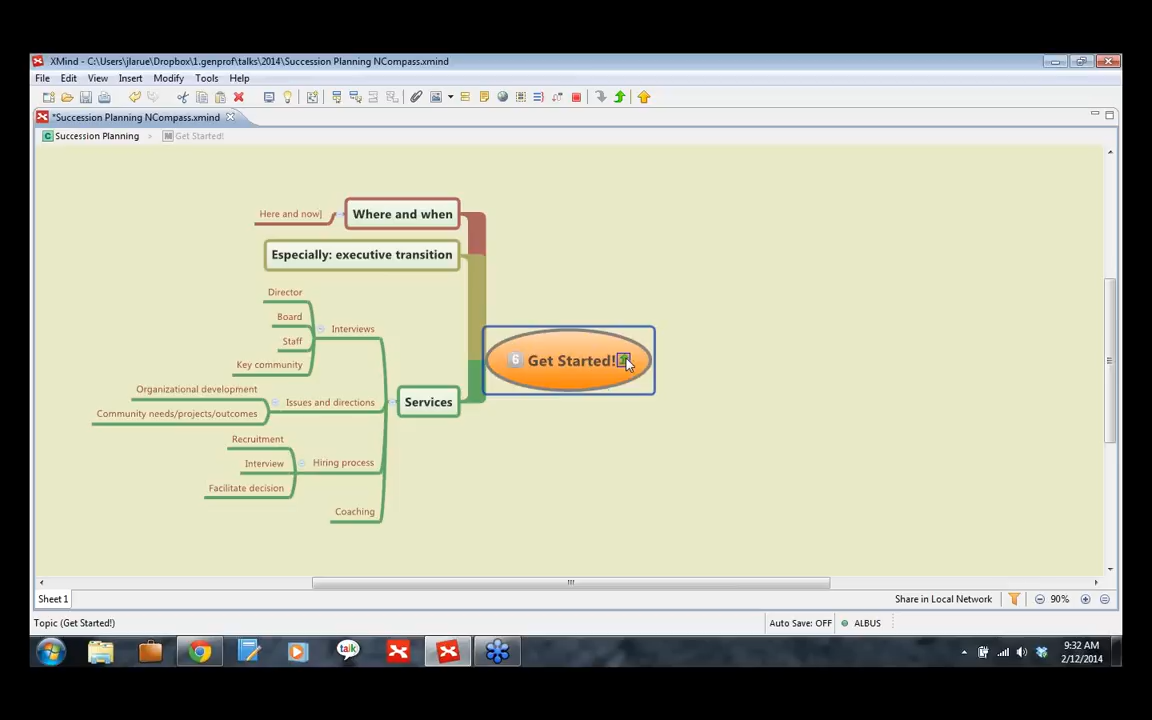 XMind - C:\Users\jlarue\Dropbox\1.genprof\talks\2014\Succession Planning NCompass.xmind
File Edit View Insert Modify Tools Help
*Succession Planning NCompass.xmind
C Succession Planning > M Get Started!
Here and now
Where and when
Especially: executive transition
Director
Board
Staff
Key community
Interviews
Organizational development
Community needs/projects/outcomes
Issues and directions
Services
Recruitment
Interview
Facilitate decision
Hiring process
Coaching
6 Get Started!
Sheet 1
Share in Local Network
90%
Topic (Get Started!)
Auto Save: OFF
ALBUS
talk
9:32 AM
2/12/2014